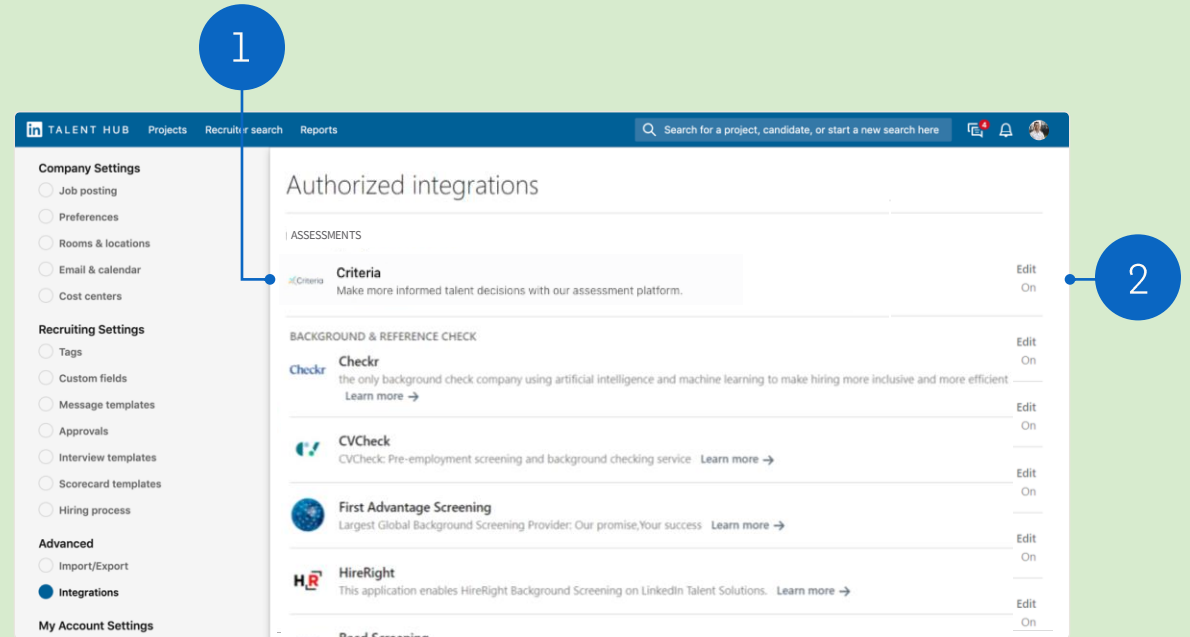 1
in TALENT HUB Projects Recruiter search Reports Search for a project, candidate, or start a new search here 4
Company Settings
Job posting
Preferences
Rooms & locations
Email & calendar
Cost centers
Recruiting Settings
Tags
Custom fields
Message templates
Approvals
Interview templates
Scorecard templates
Hiring process
Advanced
Import/Export
Integrations
My Account Settings
Authorized integrations
ASSESSMENTS
Criteria
Criteria
Make more informed talent decisions with our assessment platform.
Edit
On
2
BACKGROUND & REFERENCE CHECK
Edit
On
Checkr
Checkr
the only background check company using artificial intelligence and machine learning to make hiring more inclusive and more efficient
Learn more →
Edit
On
CVCheck
CVCheck: Pre-employment screening and background checking service Learn more →
Edit
On
First Advantage Screening
Largest Global Background Screening Provider: Our promise,Your success Learn more →
Edit
On
HR
HireRight
This application enables HireRight Background Screening on LinkedIn Talent Solutions. Learn more →
Edit
On